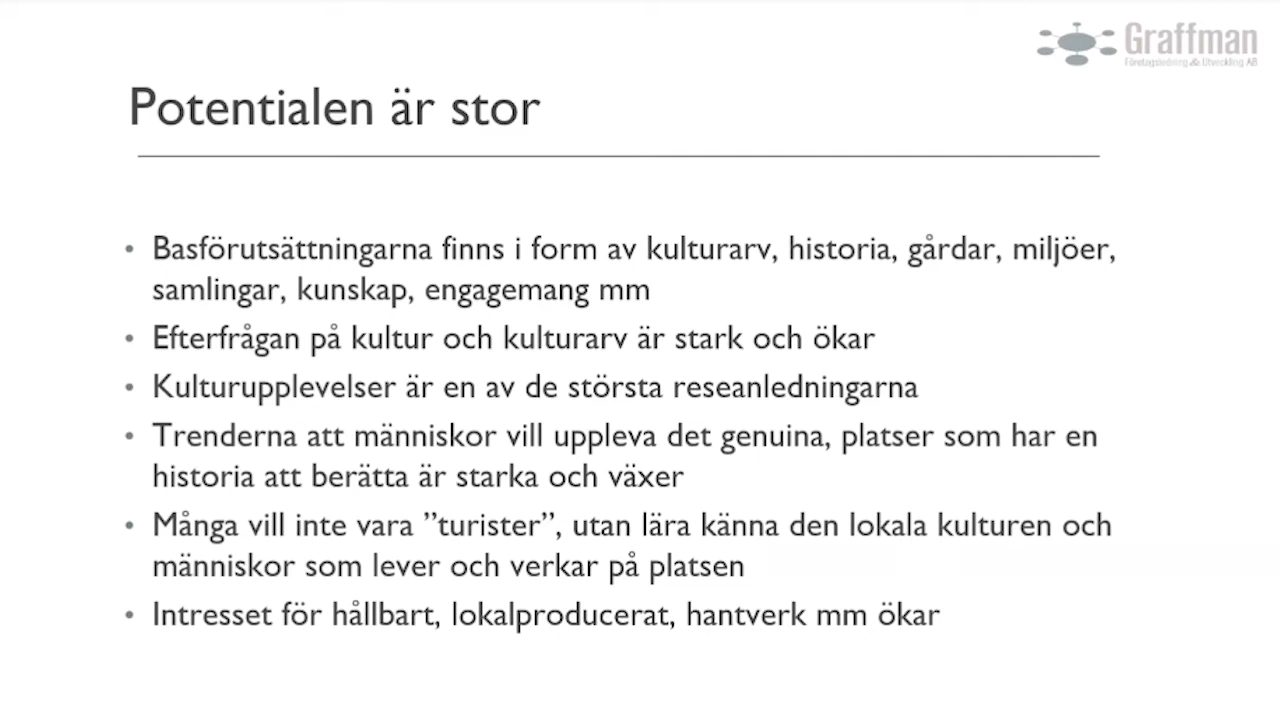 Graffman
Företagsledning & Utveckling AB
Potentialen är stor
• Basförutsättningarna finns i form av kulturarv, historia, gårdar, miljöer,
samlingar, kunskap, engagemang mm
• Efterfrågan på kultur och kulturarv är stark och ökar
• Kulturupplevelser är en av de största reseanledningarna
• Trenderna att människor vill uppleva det genuina, platser som har en
historia att berätta är starka och växer
• Många vill inte vara ”turister”, utan lära känna den lokala kulturen och
människor som lever och verkar på platsen
• Intresset för hållbart, lokalproducerat, hantverk mm ökar